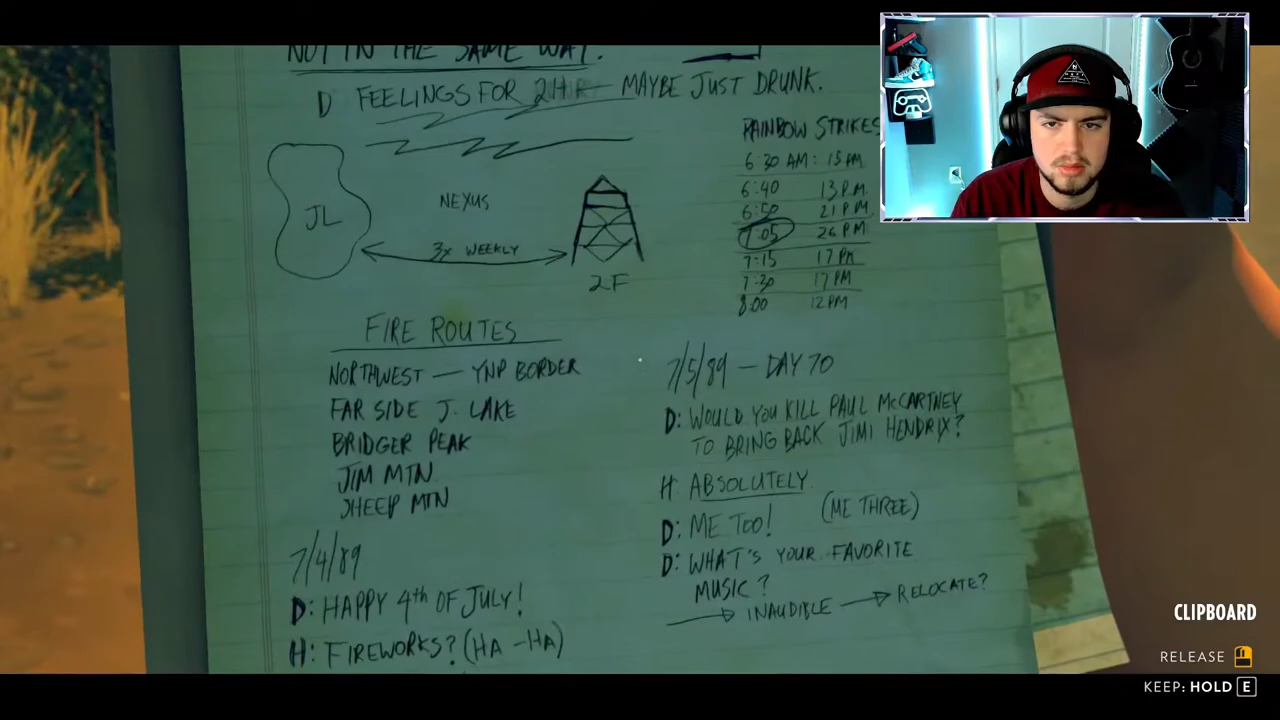 NOT IN THE SAME WAY.
D FEELINGS FOR MAYBE JUST DRUNK.
JL
NEXUS
3x WEEKLY
2F
RAINBOW STRIKES
6:30 AM: 15 PM
6:40 13 PM
6:50 21 PM
7:05 26 PM
7:15 17 PM
7:30 17 PM
8:00 12 PM
FIRE ROUTES
NORTHWEST — YNP BORDER
FAR SIDE J. LAKE
BRIDGER PEAK
JIM MTN
SHEEP MTN
7/4/89
D: HAPPY 4th OF JULY!
H: FIREWORKS? (HA-HA)
7/5/89 — DAY 70
D: WOULD YOU KILL PAUL McCARTNEY
TO BRING BACK JIMI HENDRIX?
H: ABSOLUTELY.
D: ME TOO! (ME THREE)
D: WHAT'S YOUR FAVORITE
MUSIC?
→ INAUDIBLE → RELOCATE?
CLIPBOARD
RELEASE
KEEP: HOLD E